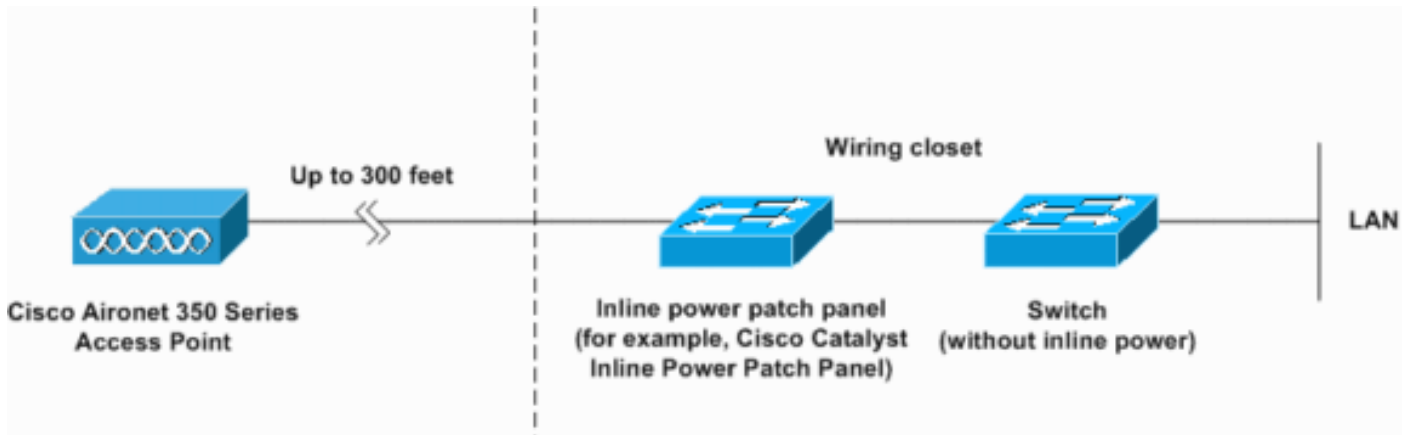 Wiring closet
Up to 300 feet
LAN
Cisco Aironet 350 Series
Access Point
Inline power patch panel
(for example, Cisco Catalyst
Inline Power Patch Panel)
Switch
(without inline power)